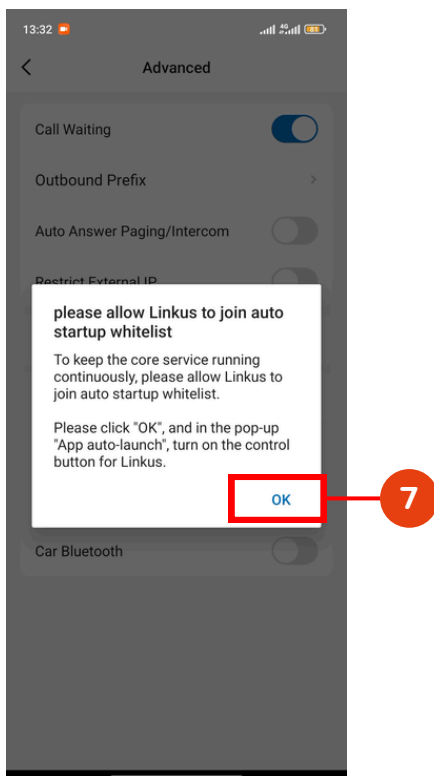 13:32
4G
Advanced
Call Waiting
Outbound Prefix
Auto Answer Paging/Intercom
Restrict External IP
please allow Linkus to join auto
startup whitelist
To keep the core service running
continuously, please allow Linkus to
join auto startup whitelist.
Please click "OK", and in the pop-up
"App auto-launch", turn on the control
button for Linkus.
OK
7
Car Bluetooth